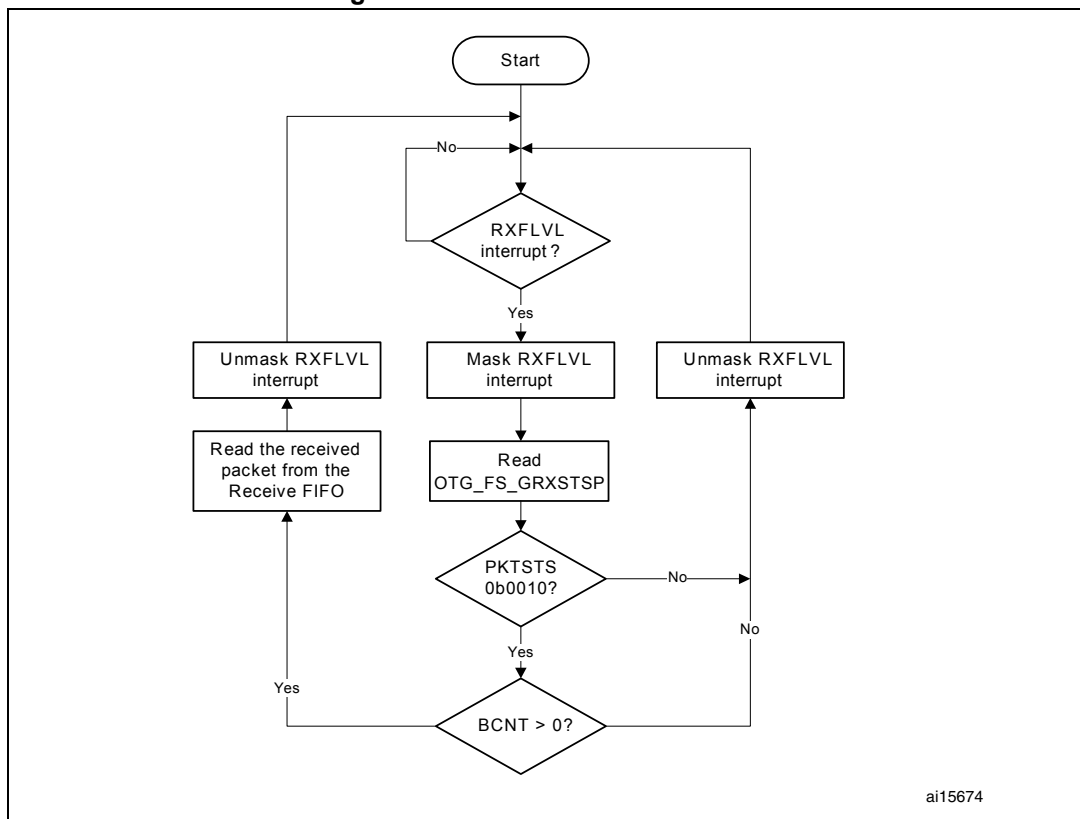 Start
No
RXFLVL
interrupt ?
Yes
Unmask RXFLVL
interrupt
Mask RXFLVL
interrupt
Unmask RXFLVL
interrupt
Read the received
packet from the
Receive FIFO
Read
OTG_FS_GRXSTSP
PKTSTS
0b0010?
No
No
Yes
Yes
BCNT > 0?
ai15674